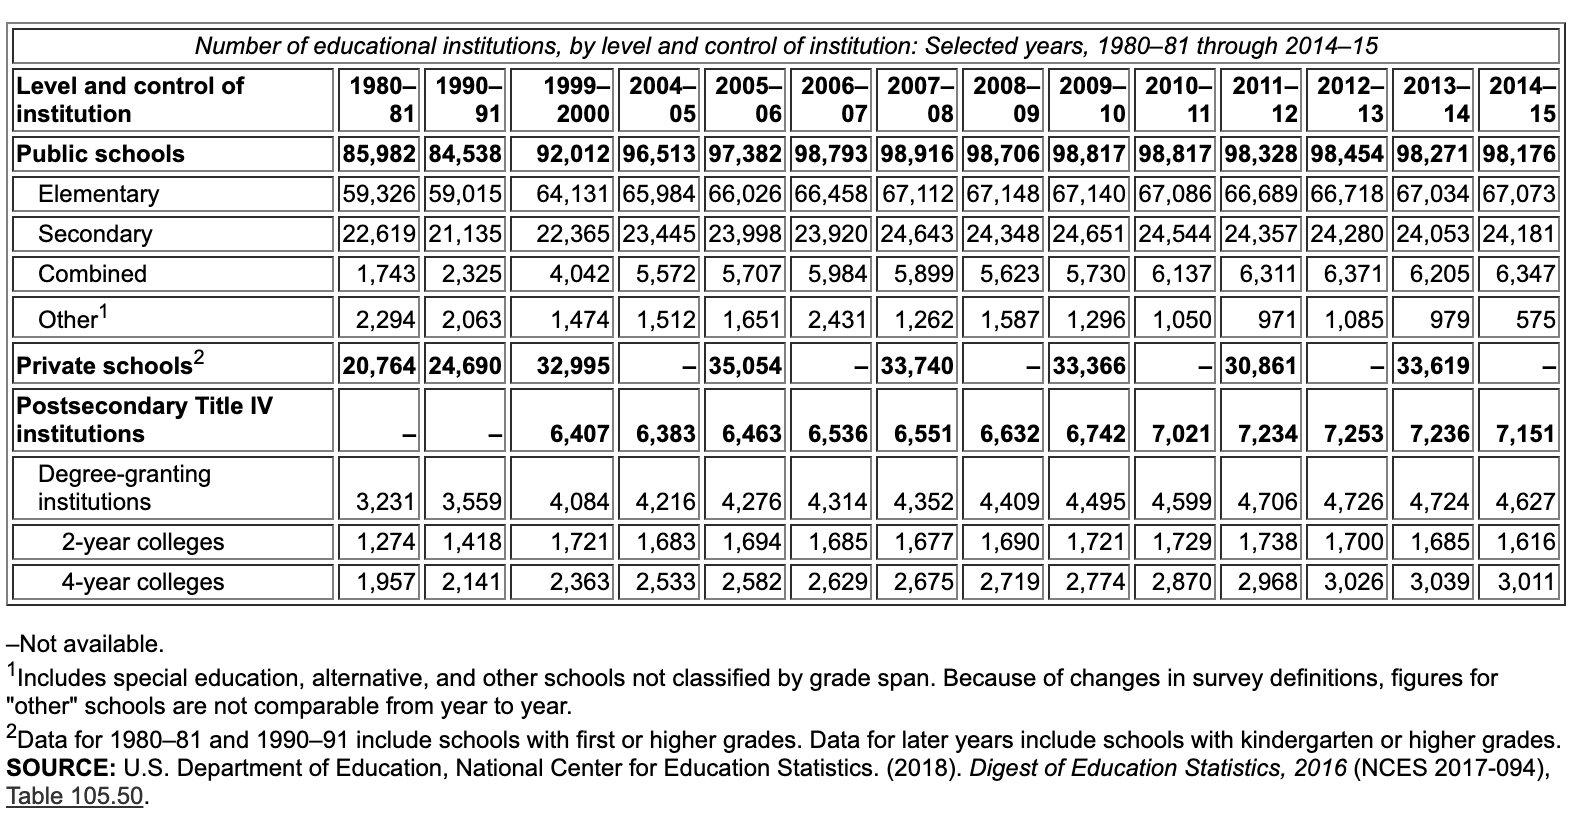 Number of educational institutions, by level and control of institution: Selected years, 1980–81 through 2014–15
Level and control of institution 1980–81 1990–91 1999–2000 2004–05 2005–06 2006–07 2007–08 2008–09 2009–10 2010–11 2011–12 2012–13 2013–14 2014–15
Public schools 85,982 84,538 92,012 96,513 97,382 98,793 98,916 98,706 98,817 98,817 98,328 98,454 98,271 98,176
Elementary 59,326 59,015 64,131 65,984 66,026 66,458 67,112 67,148 67,140 67,086 66,689 66,718 67,034 67,073
Secondary 22,619 21,135 22,365 23,445 23,998 23,920 24,643 24,348 24,651 24,544 24,357 24,280 24,053 24,181
Combined 1,743 2,325 4,042 5,572 5,707 5,984 5,899 5,623 5,730 6,137 6,311 6,371 6,205 6,347
Other1 2,294 2,063 1,474 1,512 1,651 2,431 1,262 1,587 1,296 1,050 971 1,085 979 575
Private schools2 20,764 24,690 32,995 – 35,054 – 33,740 – 33,366 – 30,861 – 33,619 –
Postsecondary Title IV institutions – – 6,407 6,383 6,463 6,536 6,551 6,632 6,742 7,021 7,234 7,253 7,236 7,151
Degree-granting institutions 3,231 3,559 4,084 4,216 4,276 4,314 4,352 4,409 4,495 4,599 4,706 4,726 4,724 4,627
2-year colleges 1,274 1,418 1,721 1,683 1,694 1,685 1,677 1,690 1,721 1,729 1,738 1,700 1,685 1,616
4-year colleges 1,957 2,141 2,363 2,533 2,582 2,629 2,675 2,719 2,774 2,870 2,968 3,026 3,039 3,011
–Not available.
1Includes special education, alternative, and other schools not classified by grade span. Because of changes in survey definitions, figures for
"other" schools are not comparable from year to year.
2Data for 1980–81 and 1990–91 include schools with first or higher grades. Data for later years include schools with kindergarten or higher grades.
SOURCE: U.S. Department of Education, National Center for Education Statistics. (2018). Digest of Education Statistics, 2016 (NCES 2017-094),
Table 105.50.